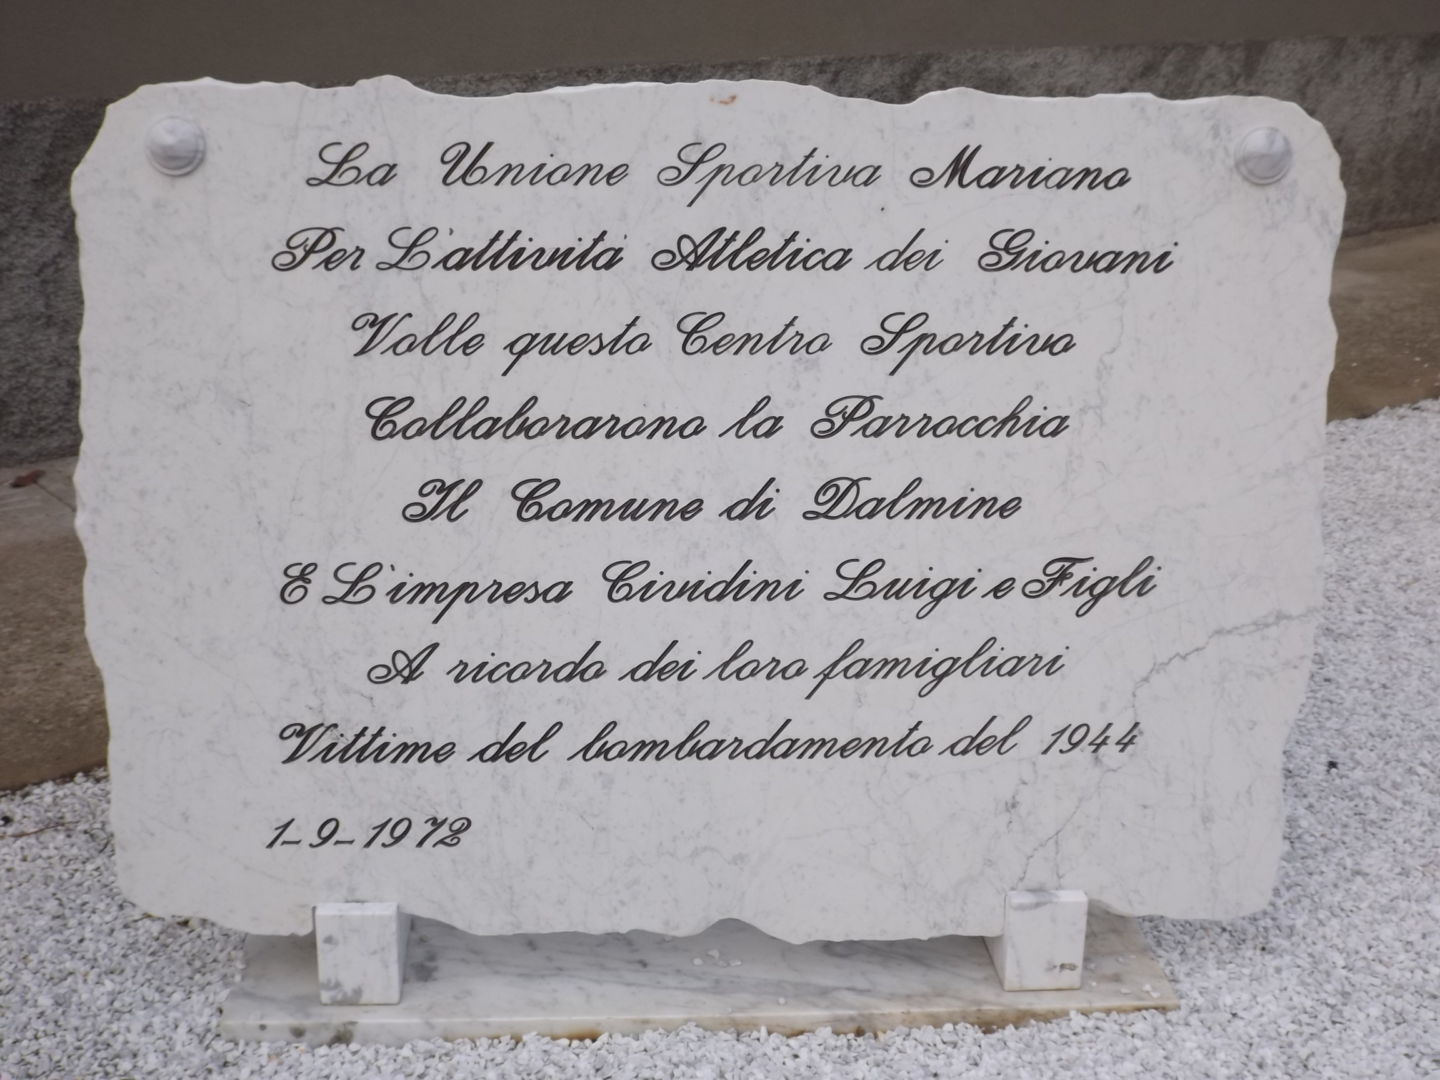 La Unione Sportiva Mariano
Per L'attività Atletica dei Giovani
Volle questo Centro Sportivo
Collaborarono la Parrocchia
Il Comune di Dalmine
E L'impresa Cividini Luigi e Figli
A ricordo dei loro famigliari
Vittime del bombardamento del 1944
1-9-1972